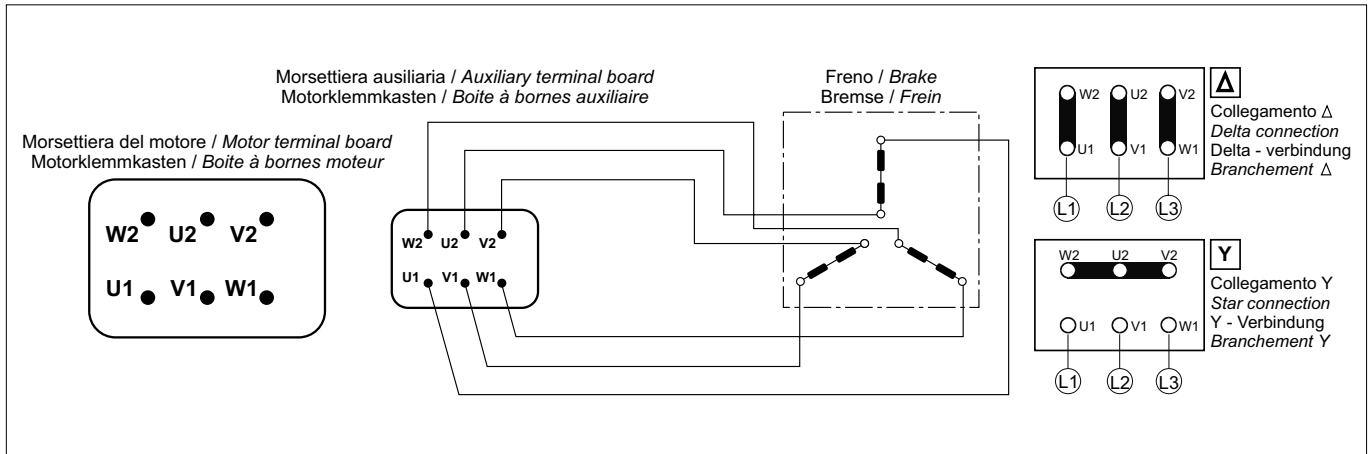 Morsettiera del motore / Motor terminal board
Motorklemmkasten / Boite à bornes moteur
W2 U2 V2
U1 V1 W1
Morsettiera ausiliaria / Auxiliary terminal board
Motorklemmkasten / Boite à bornes auxiliaire
W2 U2 V2
U1 V1 W1
Freno / Brake
Bremse / Frein
W2 U2 V2
U1 V1 W1
L1 L2 L3
Δ
Collegamento Δ
Delta connection
Delta - verbindung
Branchement Δ
W2 U2 V2
U1 V1 W1
L1 L2 L3
Y
Collegamento Y
Star connection
Y - Verbindung
Branchement Y